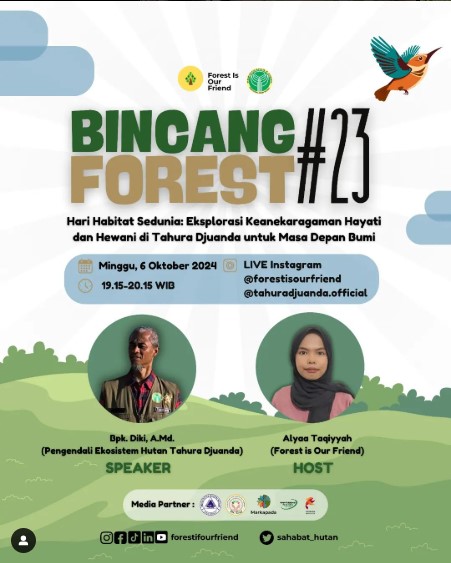 Forest Is
Our
Friend
BINCANG
FOREST #23
Hari Habitat Sedunia: Eksplorasi Keanekaragaman Hayati
dan Hewani di Tahura Djuanda untuk Masa Depan Bumi
Minggu, 6 Oktober 2024
19.15-20.15 WIB
LIVE Instagram
@forestisourfriend
@tahuradjuanda.official
Bpk. Diki, A.Md.
(Pengendali Ekosistem Hutan Tahura Djuanda)
SPEAKER
Alyaa Taqiyyah
(Forest is Our Friend)
HOST
Media Partner :
Markapada
forestifourfriend
sahabat_hutan